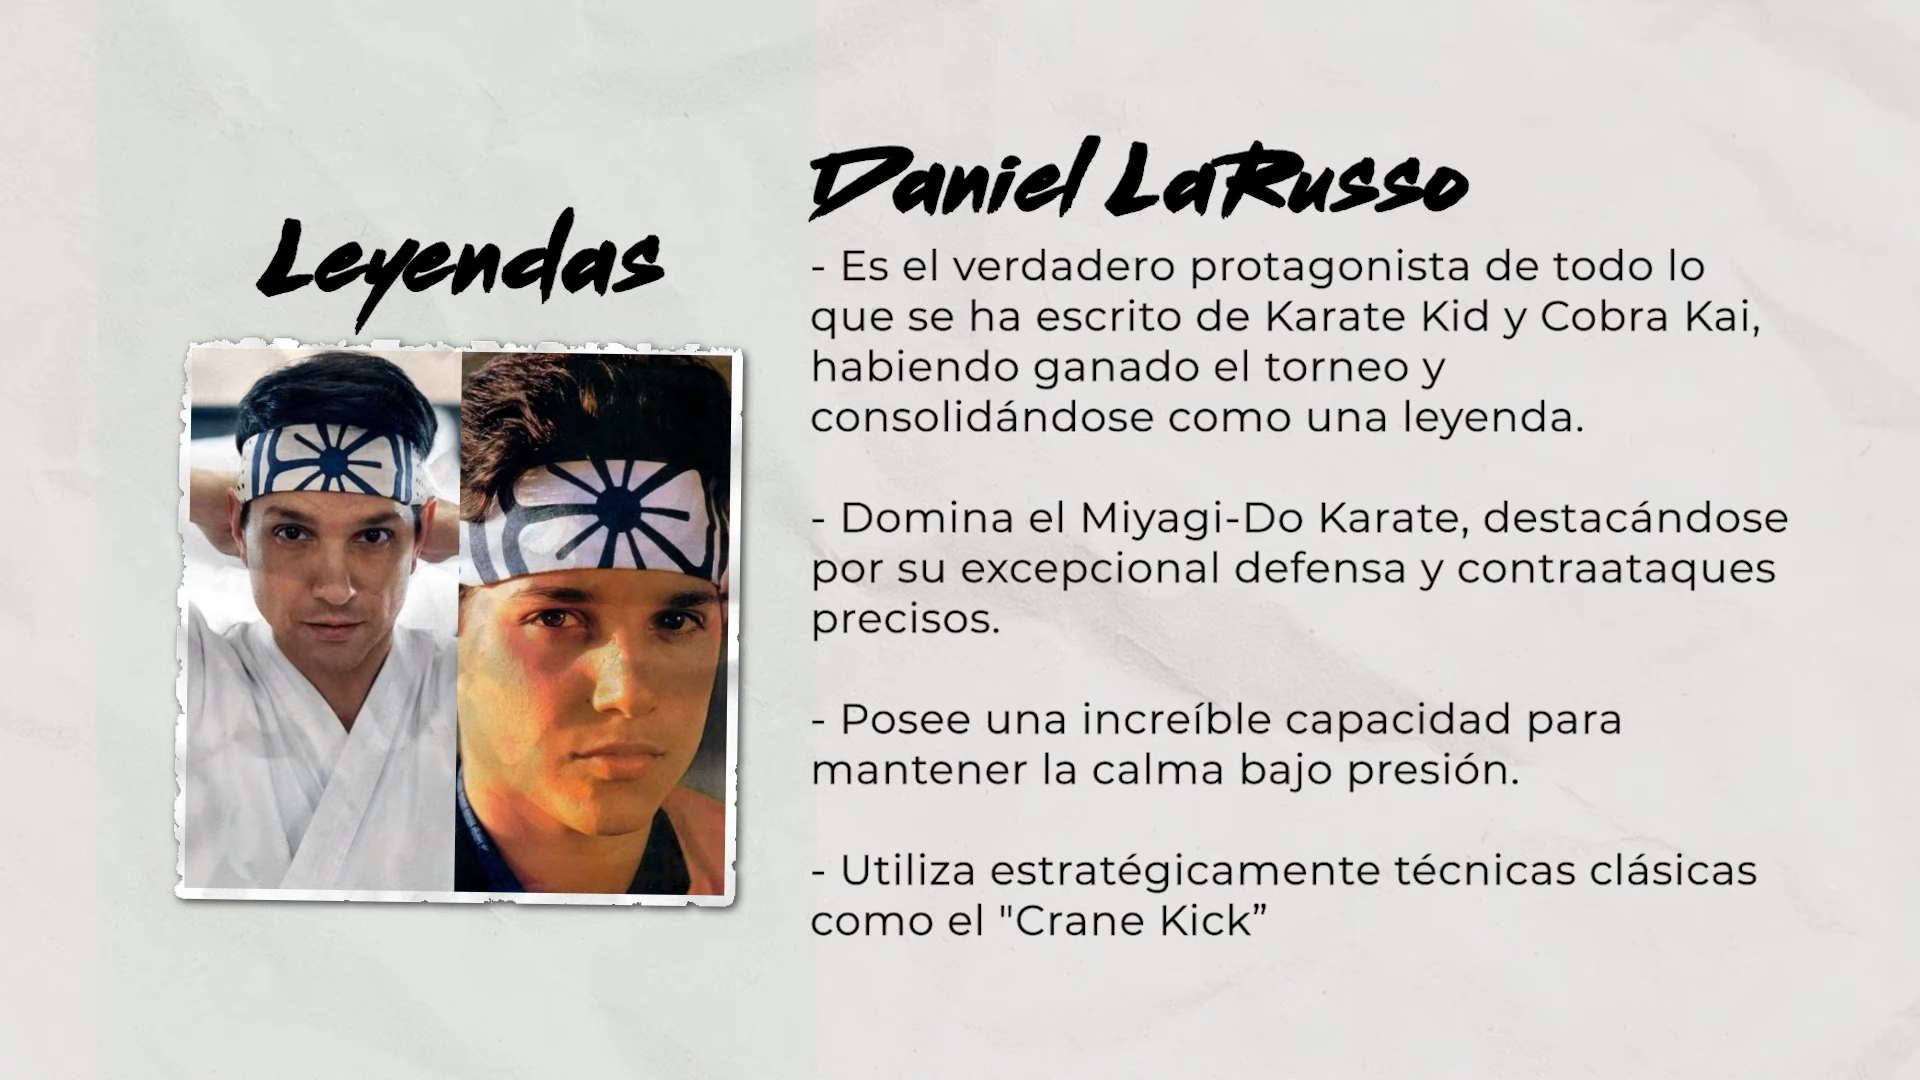 Leyendas
Daniel LaRusso
- Es el verdadero protagonista de todo lo
que se ha escrito de Karate Kid y Cobra Kai,
habiendo ganado el torneo y
consolidándose como una leyenda.
- Domina el Miyagi-Do Karate, destacándose
por su excepcional defensa y contraataques
precisos.
- Posee una increíble capacidad para
mantener la calma bajo presión.
- Utiliza estratégicamente técnicas clásicas
como el "Crane Kick”